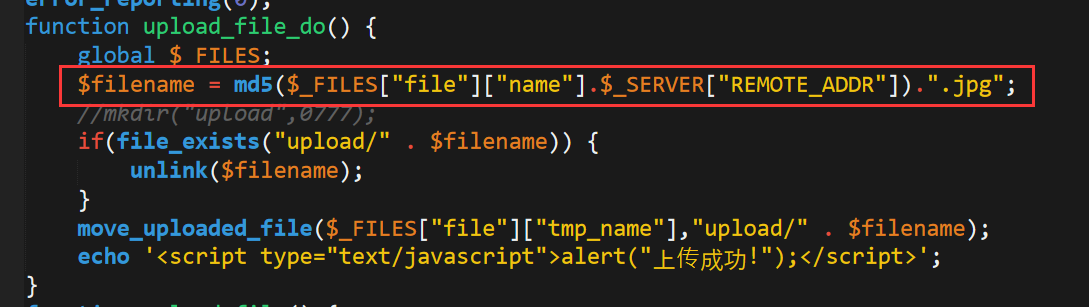 error_reporting(0);
function upload_file_do() {
global $_FILES;
$filename = md5($_FILES["file"]["name"].$_SERVER["REMOTE_ADDR"]).".jpg";
//mkdir("upload",0777);
if(file_exists("upload/" . $filename)) {
unlink($filename);
}
move_uploaded_file($_FILES["file"]["tmp_name"],"upload/" . $filename);
echo '<script type="text/javascript">alert("上传成功!");</script>';
}